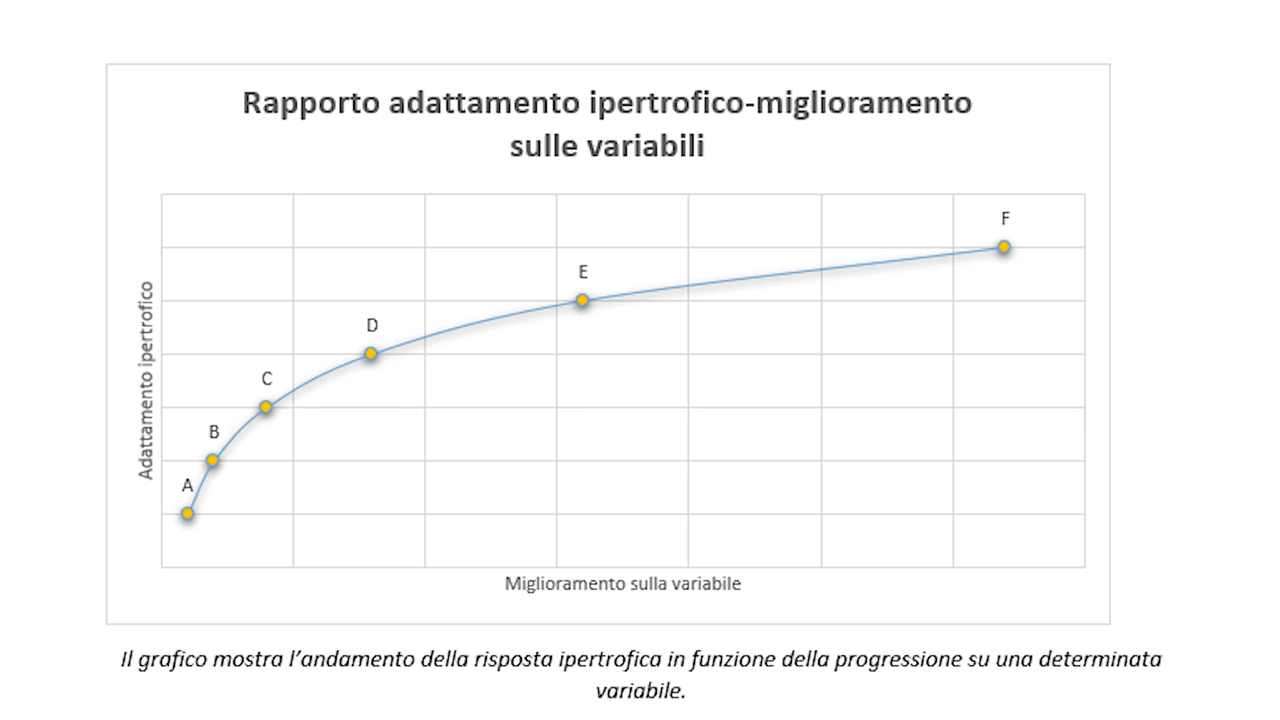 Rapporto adattamento ipertrofico-miglioramento
sulle variabili
F
E
D
C
B
A
Adattamento ipertrofico
Miglioramento sulla variabile
Il grafico mostra l’andamento della risposta ipertrofica in funzione della progressione su una determinata
variabile.